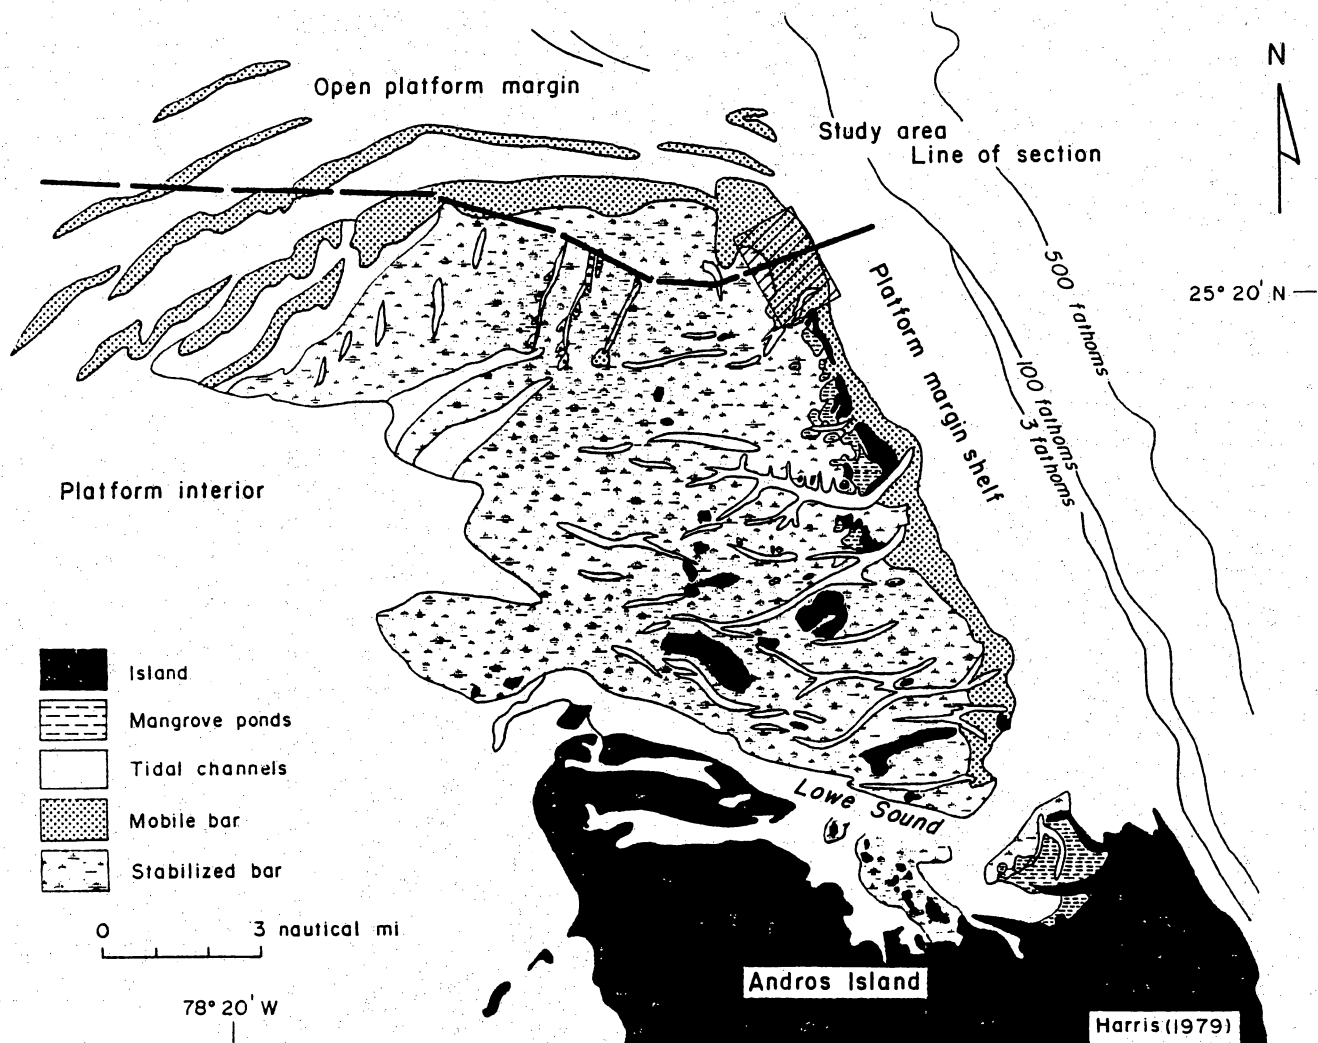 N
Open platform margin
Study area
Line of section
500 fathoms
25° 20' N
Platform margin shelf
100 fathoms
3 fathoms
Platform interior
Island
Mangrove ponds
Tidal channels
Mobile bar
Stabilized bar
Lowe Sound
0 3 nautical mi
Andros Island
78° 20' W
Harris (1979)